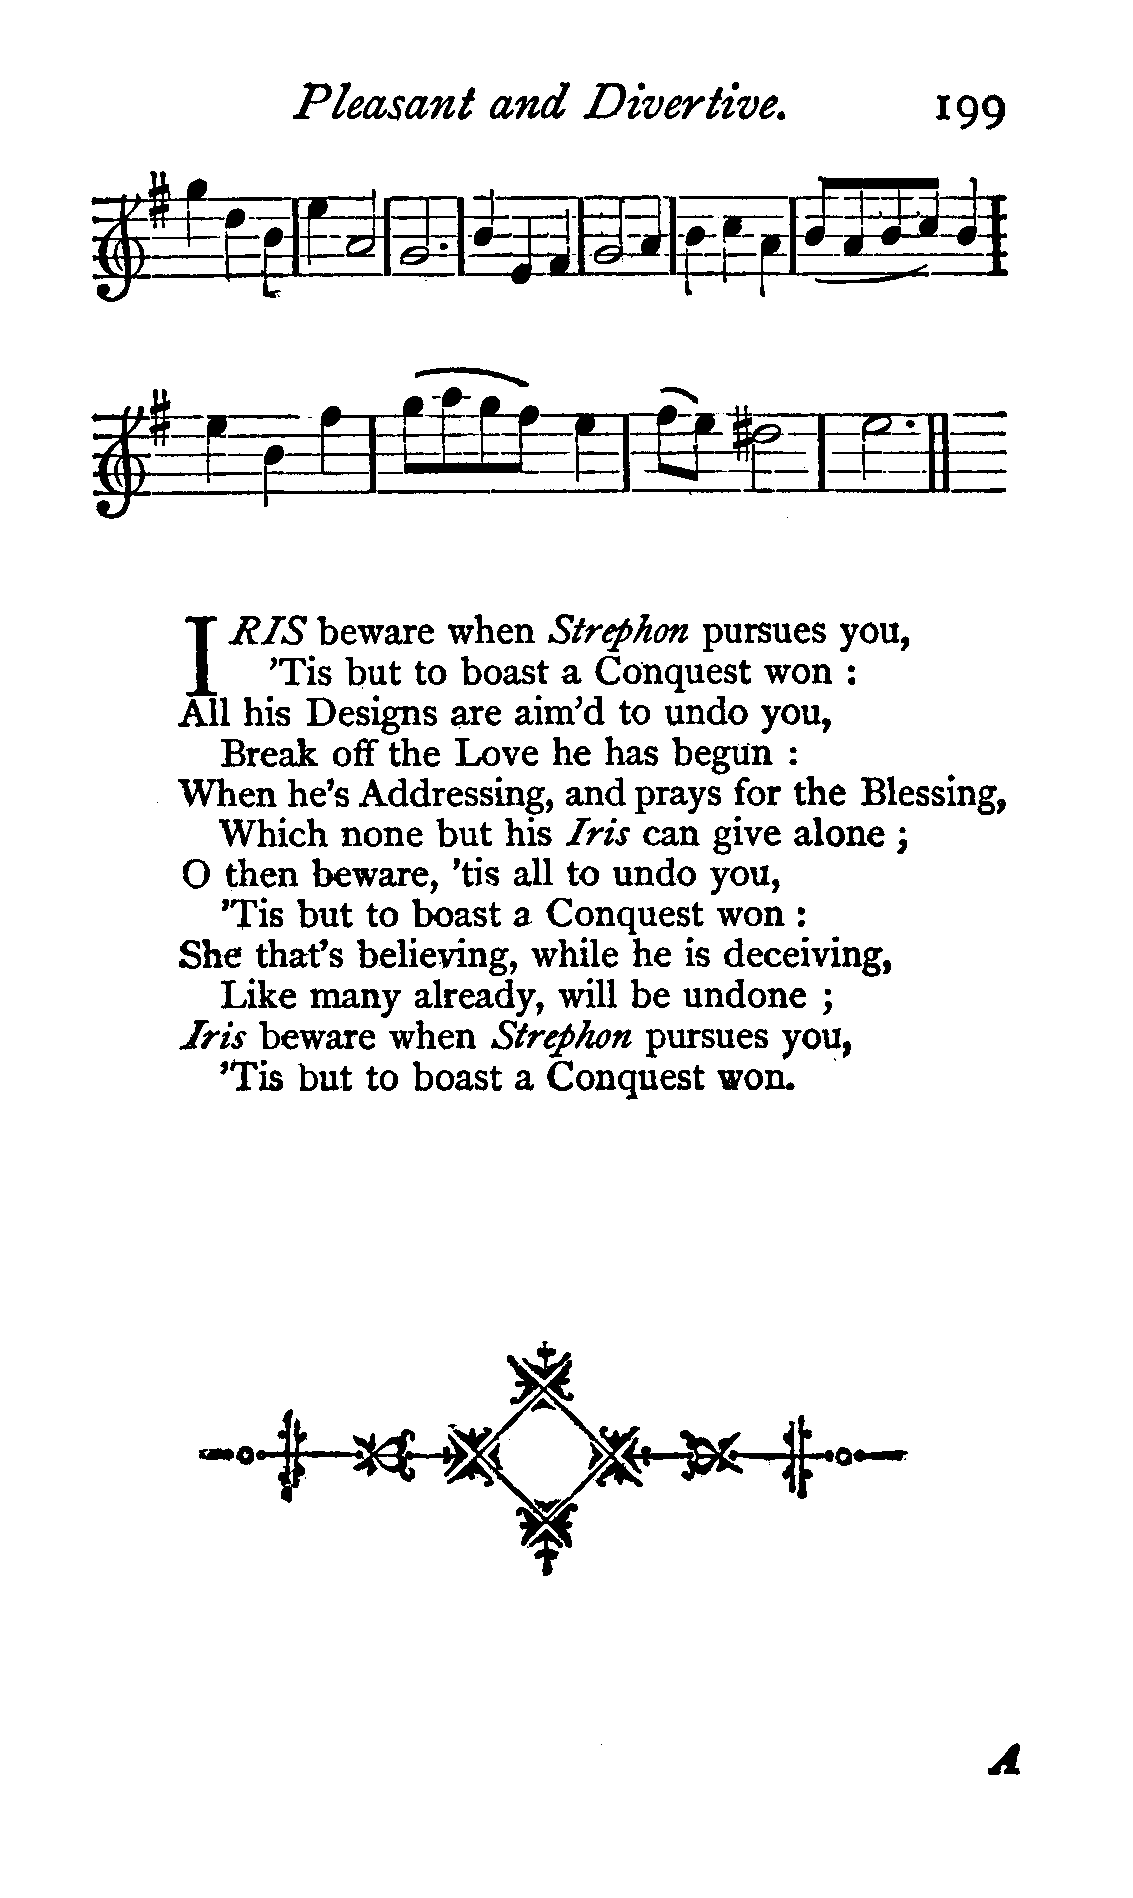 Pleasant and Divertive. 199
IRIS beware when Strephon pursues you,
'Tis but to boast a Conquest won :
All his Designs are aim'd to undo you,
Break off the Love he has begun :
When he's Addressing, and prays for the Blessing,
Which none but his Iris can give alone ;
O then beware, 'tis all to undo you,
'Tis but to boast a Conquest won :
She that's believing, while he is deceiving,
Like many already, will be undone ;
Iris beware when Strephon pursues you,
'Tis but to boast a Conquest won.
A